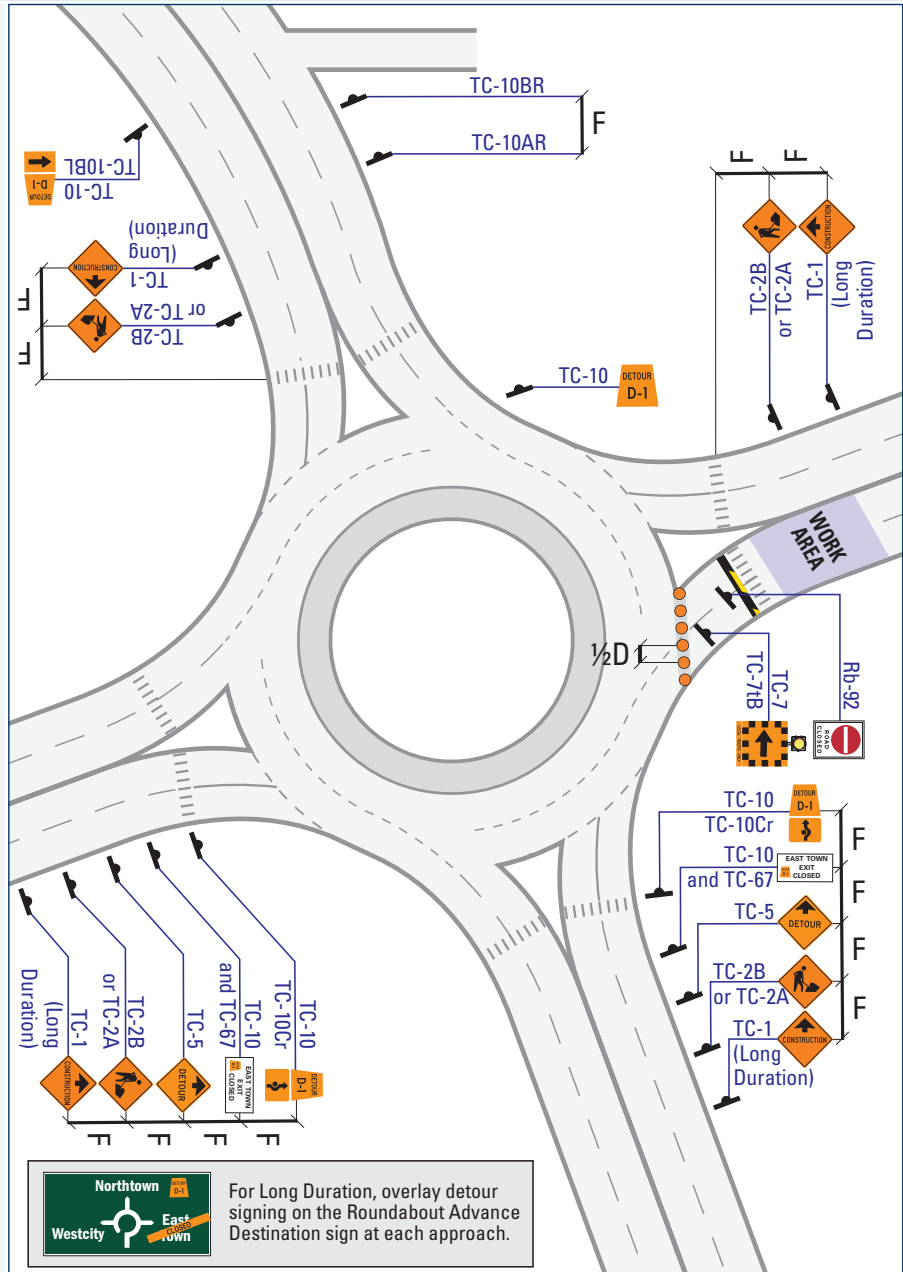 TC-10BR
F
TC-10AR
DETOUR
D-1
TC-10
TC-10BL
CONSTRUCTION
TC-1
(Long
Duration)
TC-2B
or TC-2A
F
F
F
F
CONSTRUCTION
TC-2B
or TC-2A
TC-1
(Long
Duration)
TC-10
DETOUR
D-1
WORK
AREA
½D
TC-7
TC-7tB
Rb-92
ROAD
CLOSED
TC-10
TC-10Cr
DETOUR
D-1
F
TC-10
and TC-67
EAST TOWN
EXIT
CLOSED
F
TC-5
DETOUR
F
TC-2B
or TC-2A
F
TC-1
(Long
Duration)
CONSTRUCTION
TC-1
(Long
Duration)
CONSTRUCTION
TC-2B
or TC-2A
TC-5
DETOUR
TC-10
and TC-67
EAST TOWN
EXIT
CLOSED
TC-10
TC-10Cr
DETOUR
D-1
F
F
F
F
Northtown
DETOUR
D-1
Westcity
East
Town
CLOSED
For Long Duration, overlay detour
signing on the Roundabout Advance
Destination sign at each approach.